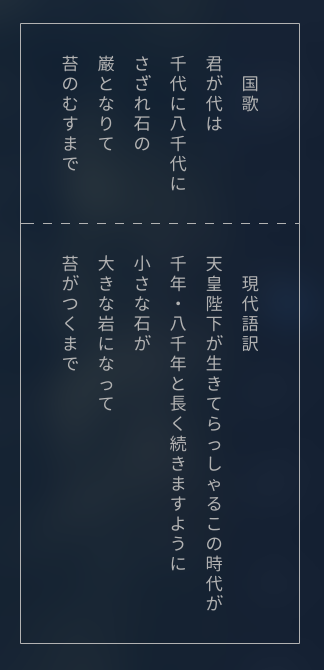 国歌
君が代は
千代に八千代に
さざれ石の
巌となりて
苔のむすまで
現代語訳
天皇陛下が生きてらっしゃるこの時代が
千年・八千年と長く続きますように
小さな石が
大きな岩になって
苔がつくまで